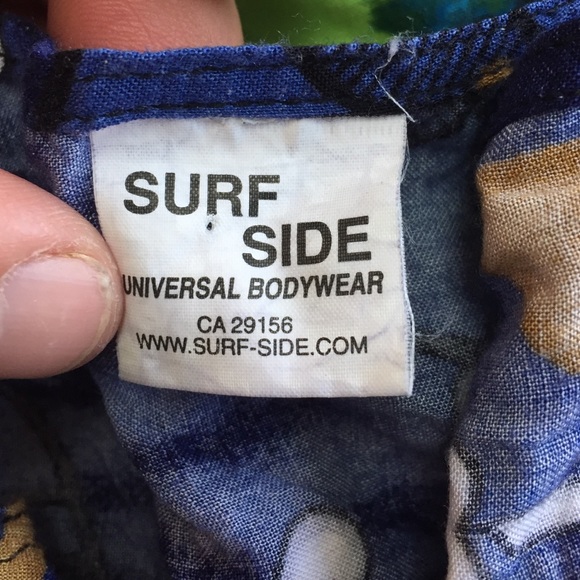 SURF
SIDE
UNIVERSAL BODYWEAR
CA 29156
WWW.SURF-SIDE.COM